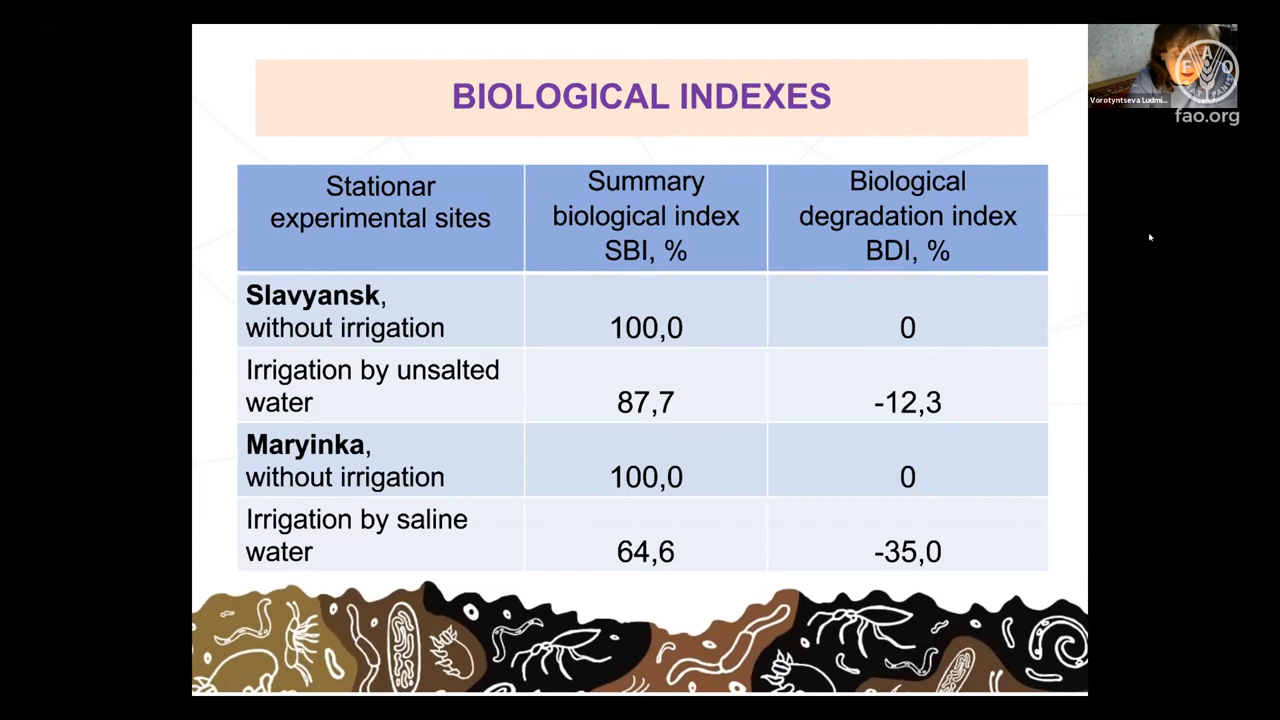 BIOLOGICAL INDEXES
Stationar
experimental sites
Summary
biological index
SBI, %
Biological
degradation index
BDI, %
Slavyansk,
without irrigation
100,0
0
Irrigation by unsalted
water
87,7
-12,3
Maryinka,
without irrigation
100,0
0
Irrigation by saline
water
64,6
-35,0
Vorotyntseva Ludmi...
FAO
fao.org